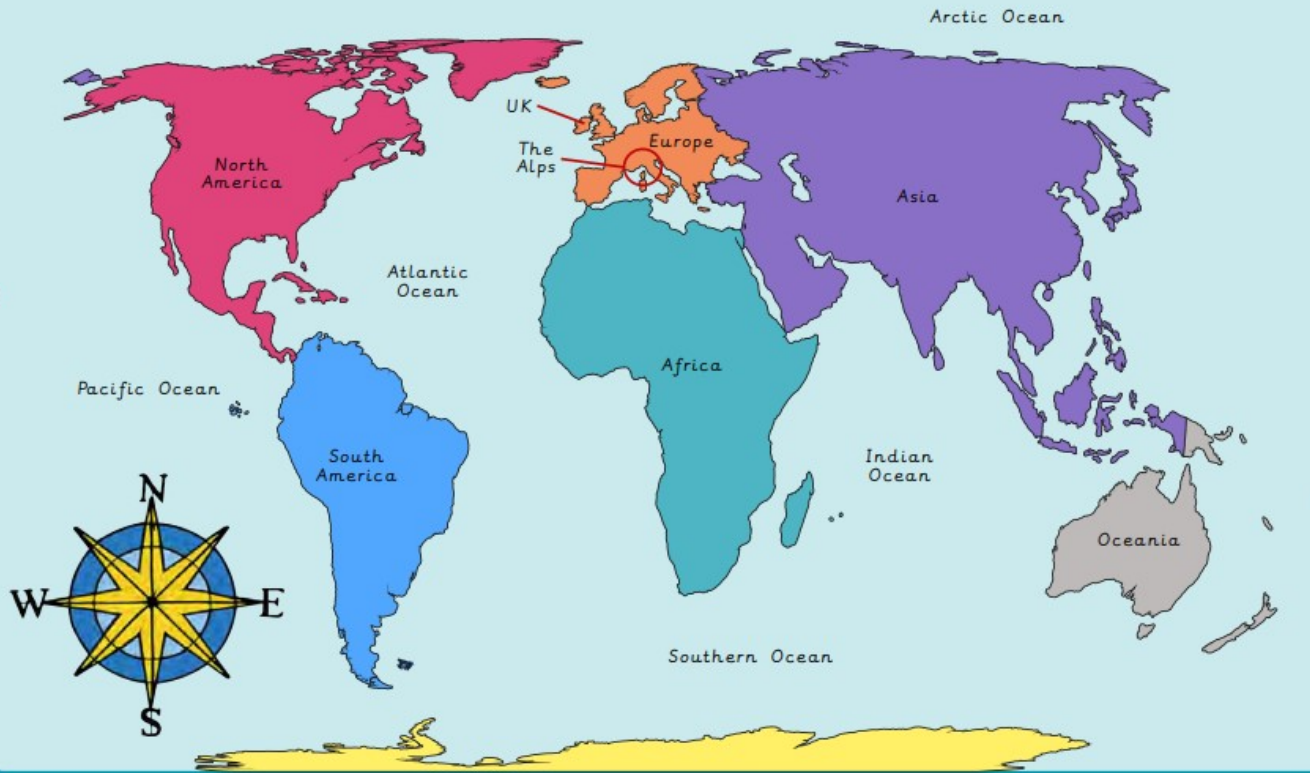 Arctic Ocean
UK
The
Alps
Europe
North
America
Asia
Atlantic
Ocean
Africa
Pacific Ocean
South
America
Indian
Ocean
N
W
E
S
Oceania
Southern Ocean